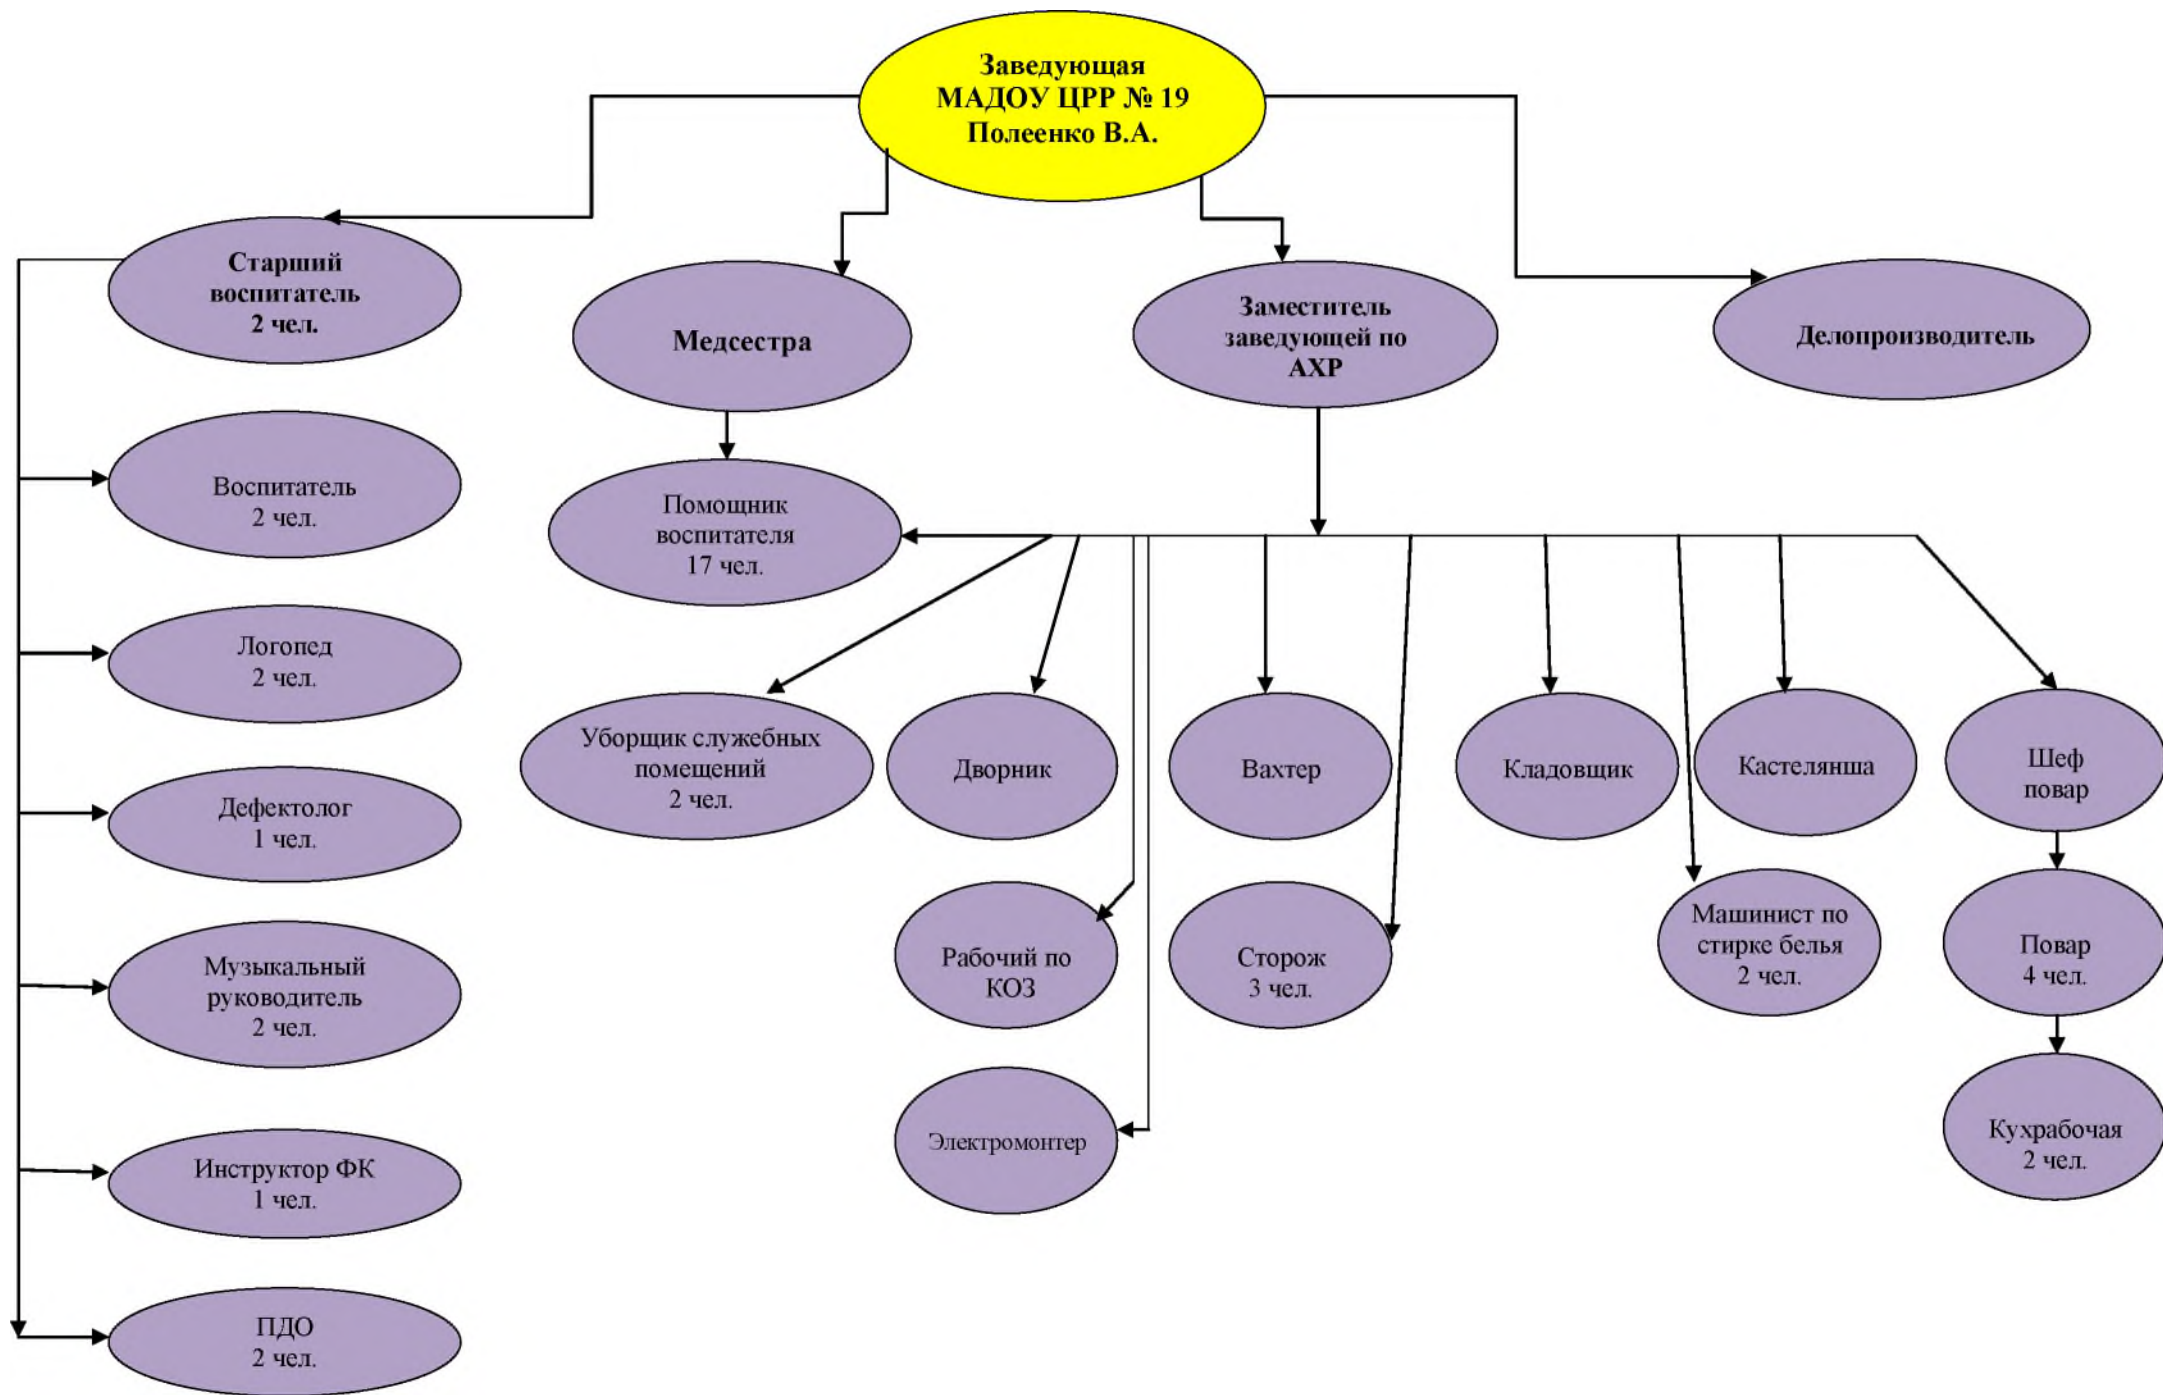 Заведующая
МАДОУ ЦРР № 19
Полеенко В.А.
Старший
воспитатель
2 чел.
Медсестра
Заместитель
заведующей по
АХР
Делопроизводитель
Воспитатель
2 чел.
Помощник
воспитателя
17 чел.
Логопед
2 чел.
Дефектолог
1 чел.
Музыкальный
руководитель
2 чел.
Инструктор ФК
1 чел.
ПДО
2 чел.
Уборщик служебных
помещений
2 чел.
Дворник
Вахтер
Кладовщик
Кастелянша
Шеф
повар
Рабочий по
КОЗ
Сторож
3 чел.
Машинист по
стирке белья
2 чел.
Повар
4 чел.
Электромонтер
Кухрабочая
2 чел.